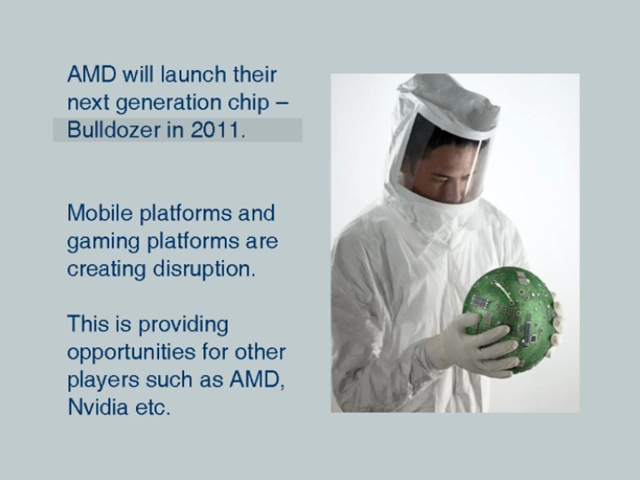 AMD will launch their
next generation chip –
Bulldozer in 2011.
Mobile platforms and
gaming platforms are
creating disruption.
This is providing
opportunities for other
players such as AMD,
Nvidia etc.